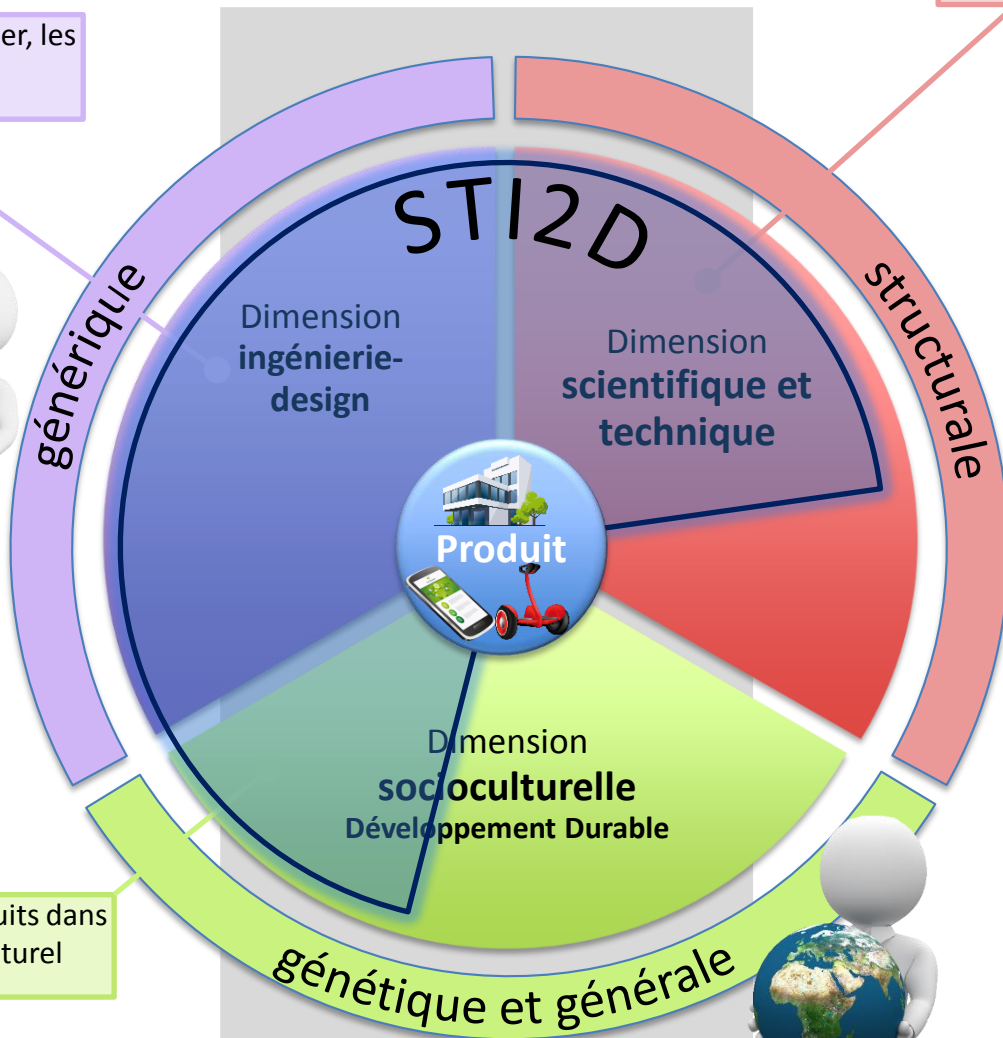 er, les
STI2D
générique
structurale
Dimension
ingénierie-
design
Dimension
scientifique et
technique
Produit
Dimension
socioculturelle
Développement Durable
uits dans
turel
génétique et générale